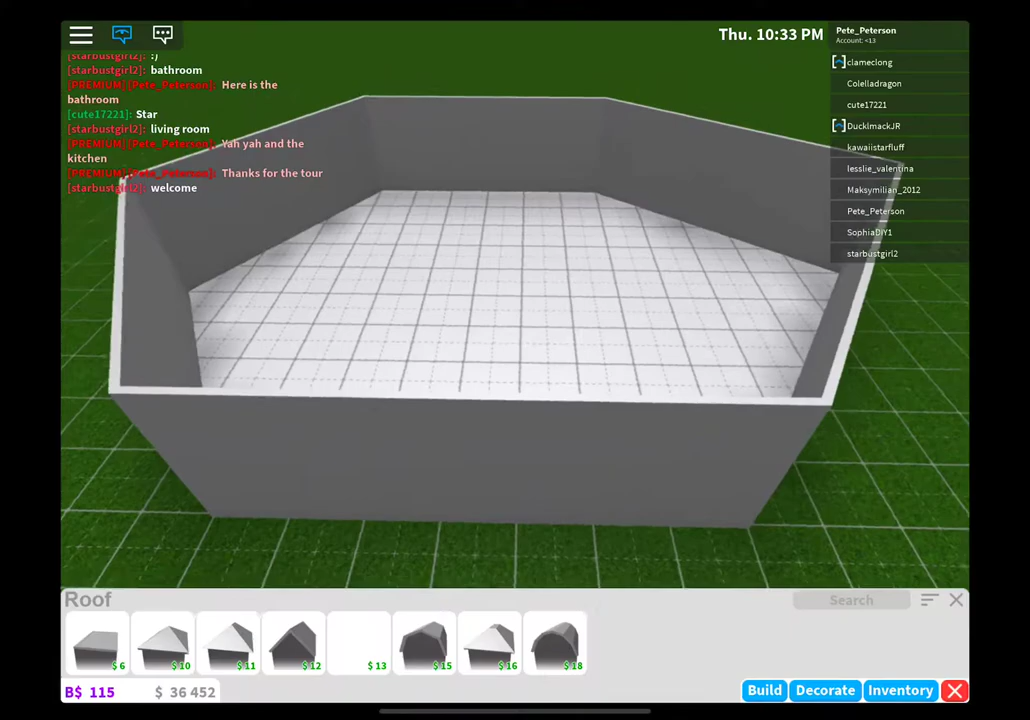 Thu. 10:33 PM
Pete_Peterson
Account: <13
[starbustgirl2]: :)
[starbustgirl2]: bathroom
[PREMIUM] [Pete_Peterson]: Here is the
bathroom
[cute17221]: Star
[starbustgirl2]: living room
[PREMIUM] [Pete_Peterson]: Yah yah and the
kitchen
[PREMIUM] [Pete_Peterson]: Thanks for the tour
[starbustgirl2]: welcome
clameclong
Colelladragon
cute17221
DucklmackJR
kawaiistarfluff
lesslie_valentina
Maksymilian_2012
Pete_Peterson
SophiaDIY1
starbustgirl2
Roof
Search
$ 6
$ 10
$ 11
$ 12
$ 13
$ 15
$ 16
$ 18
B$ 115 $ 36 452
Build Decorate Inventory